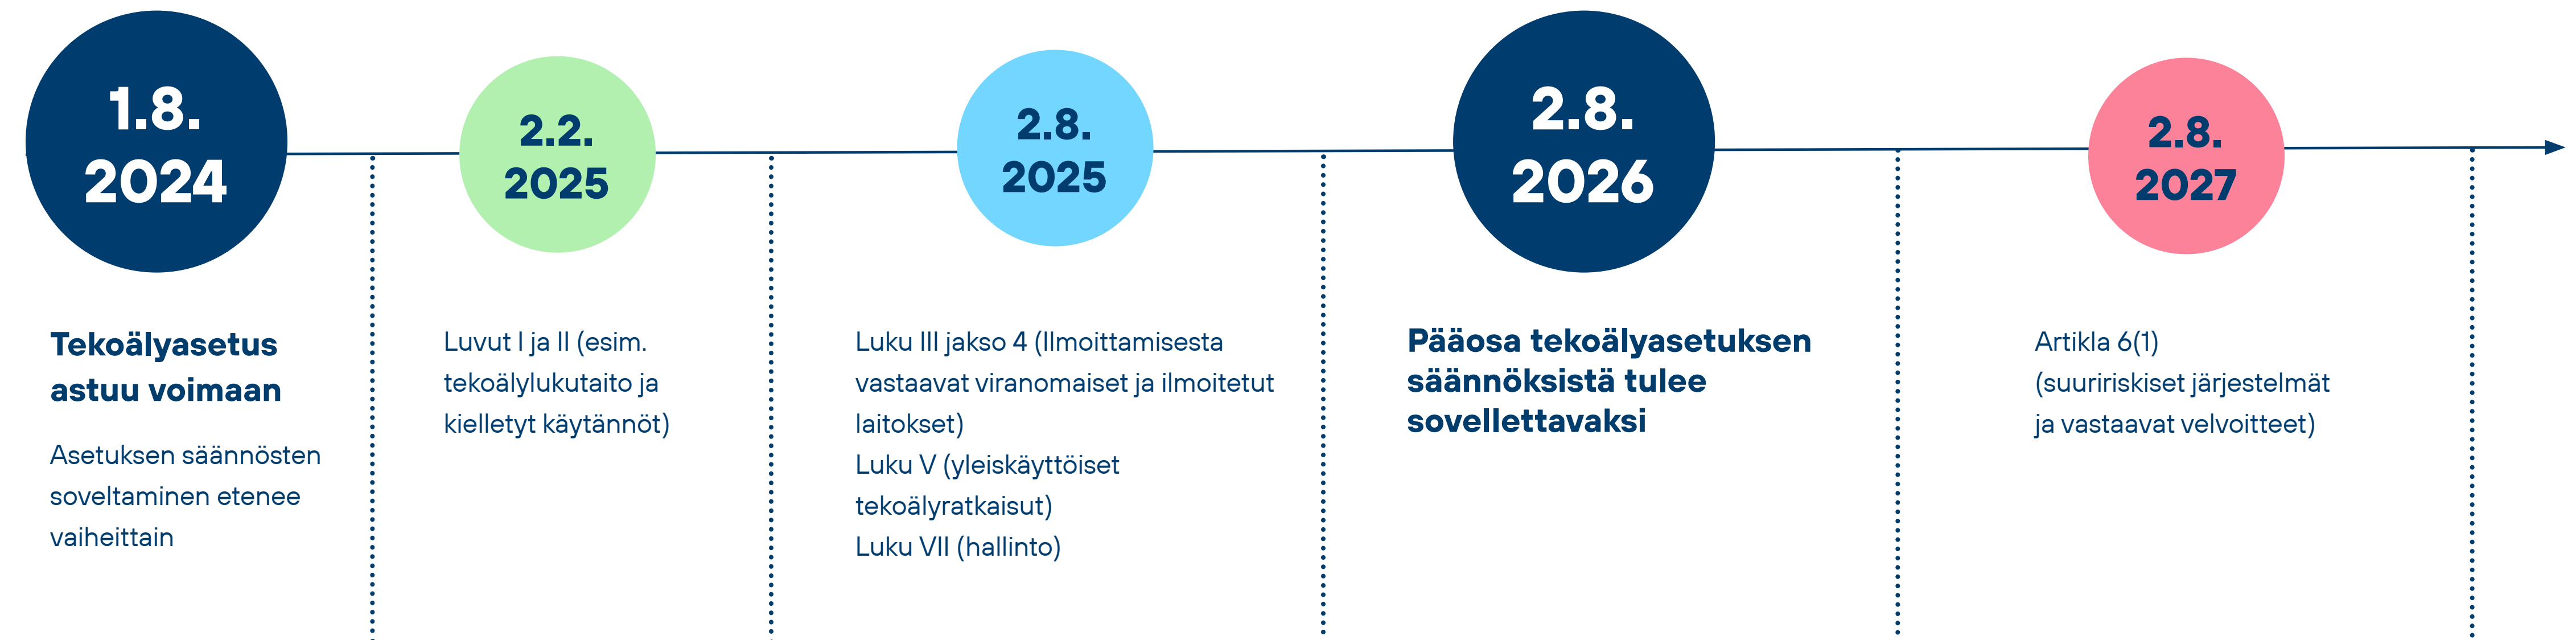 1.8.
2024
Tekoälyasetus
astuu voimaan
Asetuksen säännösten
soveltaminen etenee
vaiheittain
2.2.
2025
Luvut I ja II (esim.
tekoälylukutaito ja
kielletyt käytännöt)
2.8.
2025
Luku III jakso 4 (Ilmoittamisesta
vastaavat viranomaiset ja ilmoitetut
laitokset)
Luku V (yleiskäyttöiset
tekoälyratkaisut)
Luku VII (hallinto)
2.8.
2026
Pääosa tekoälyasetuksen
säännöksistä tulee
sovellettavaksi
2.8.
2027
Artikla 6(1)
(suuririskiset järjestelmät
ja vastaavat velvoitteet)